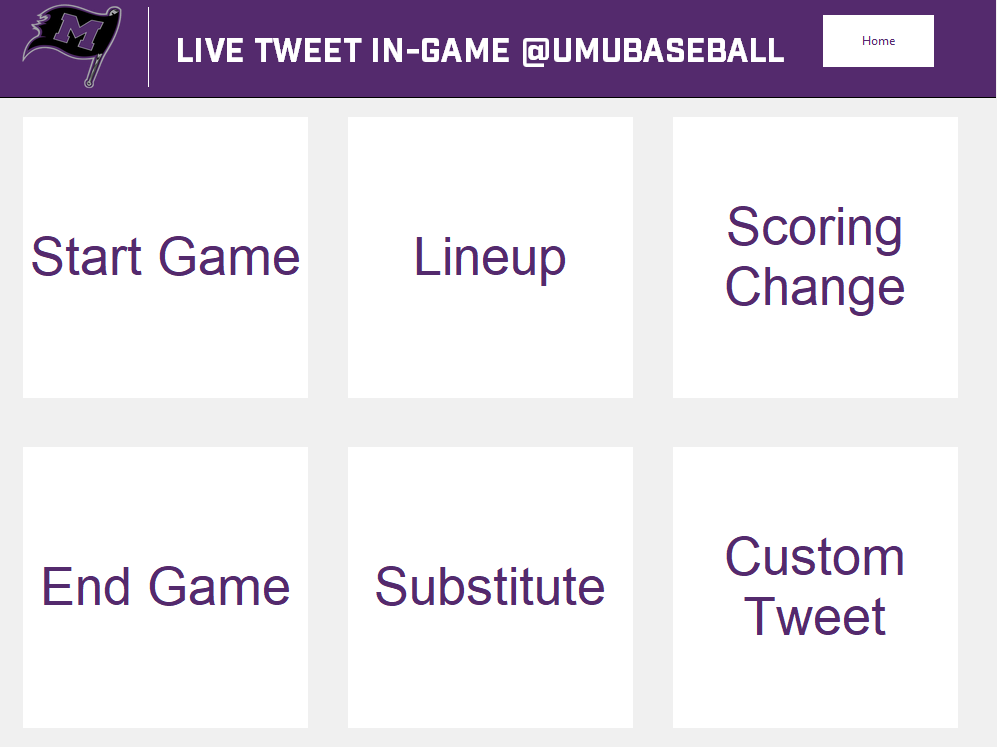 M
LIVE TWEET IN-GAME @UMUBASEBALL
Home
Start Game
Lineup
Scoring
Change
End Game
Substitute
Custom
Tweet